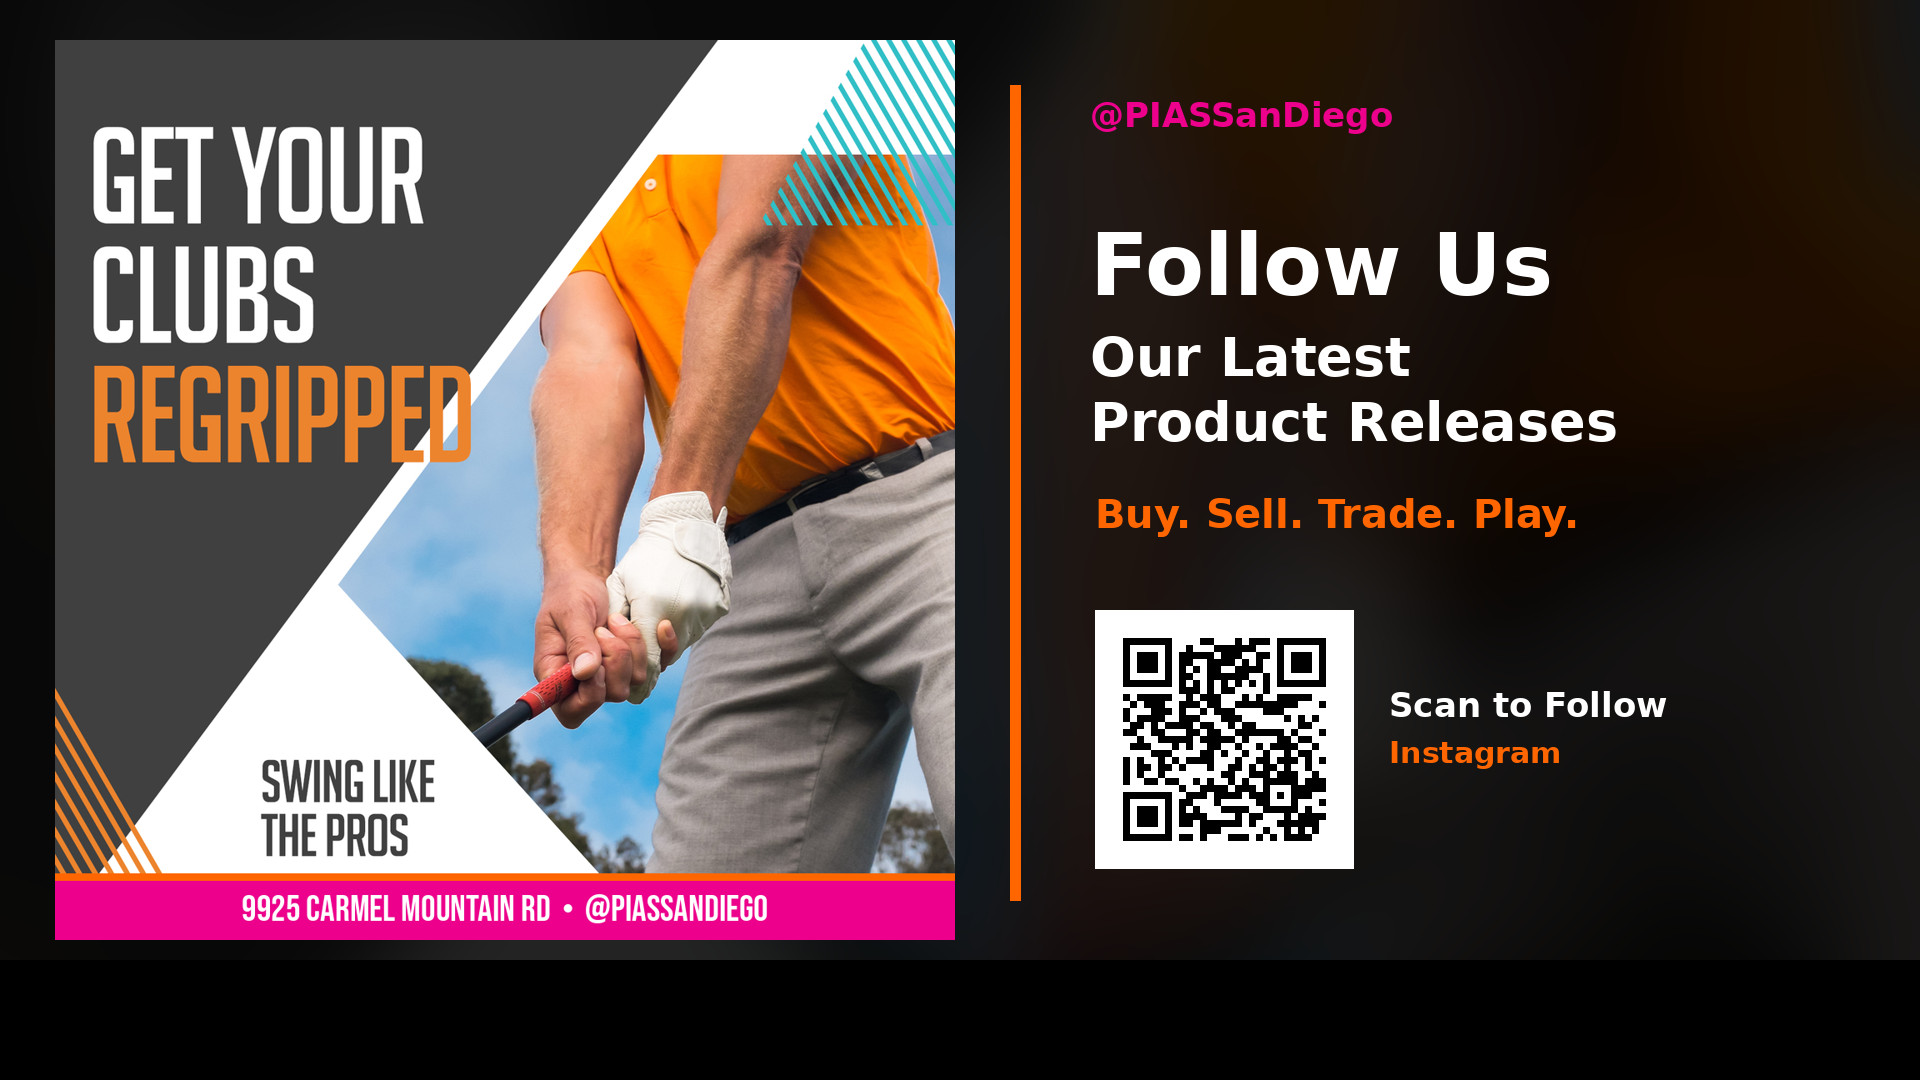 GET YOUR
CLUBS
REGRIPPED
SWING LIKE
THE PROS
9925 CARMEL MOUNTAIN RD • @PIASSANDIEGO
@PIASSanDiego
Follow Us
Our Latest
Product Releases
Buy. Sell. Trade. Play.
Scan to Follow
Instagram